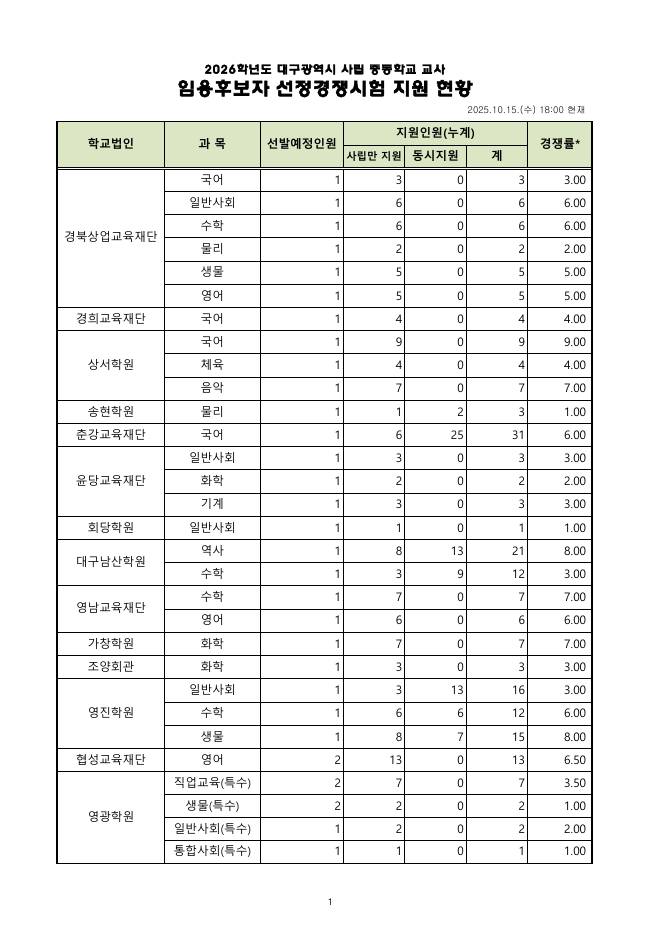 2026학년도 대구광역시 사립 중등학교 교사
임용후보자 선정경쟁시험 지원 현황
2025.10.15.(수) 18:00 현재
학교법인 과 목 선발예정인원 지원인원(누계) 경쟁률*
사립만 지원 동시지원 계
경북상업교육재단 국어 1 3 0 3 3.00
일반사회 1 6 0 6 6.00
수학 1 6 0 6 6.00
물리 1 2 0 2 2.00
생물 1 5 0 5 5.00
영어 1 5 0 5 5.00
경희교육재단 국어 1 4 0 4 4.00
상서학원 국어 1 9 0 9 9.00
체육 1 4 0 4 4.00
음악 1 7 0 7 7.00
송현학원 물리 1 1 2 3 1.00
춘강교육재단 국어 1 6 25 31 6.00
윤당교육재단 일반사회 1 3 0 3 3.00
화학 1 2 0 2 2.00
기계 1 3 0 3 3.00
회당학원 일반사회 1 1 0 1 1.00
대구남산학원 역사 1 8 13 21 8.00
수학 1 3 9 12 3.00
영남교육재단 수학 1 7 0 7 7.00
영어 1 6 0 6 6.00
가창학원 화학 1 7 0 7 7.00
조양회관 화학 1 3 0 3 3.00
영진학원 일반사회 1 3 13 16 3.00
수학 1 6 6 12 6.00
생물 1 8 7 15 8.00
협성교육재단 영어 2 13 0 13 6.50
영광학원 직업교육(특수) 2 7 0 7 3.50
생물(특수) 2 2 0 2 1.00
일반사회(특수) 1 2 0 2 2.00
통합사회(특수) 1 1 0 1 1.00
1